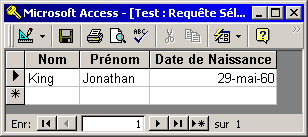 Microsoft Access - [Test : Requête Sél...
Nom Prénom Date de Naissance
King Jonathan 29-mai-60
Enr: 1 sur 1